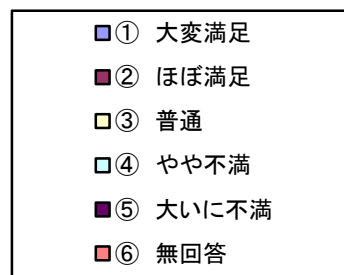 ① 大変満足
② ほぼ満足
③ 普通
④ やや不満
⑤ 大いに不満
⑥ 無回答